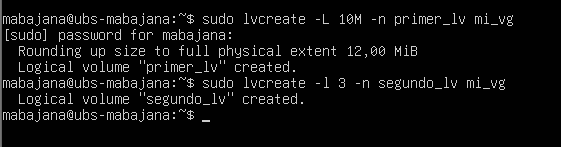 mabajana@ubs-mabajana:~$ sudo lvcreate -L 10M -n primer_lv mi_vg
[sudo] password for mabajana:
  Rounding up size to full physical extent 12,00 MiB
  Logical volume "primer_lv" created.
mabajana@ubs-mabajana:~$ sudo lvcreate -l 3 -n segundo_lv mi_vg
  Logical volume "segundo_lv" created.
mabajana@ubs-mabajana:~$ _